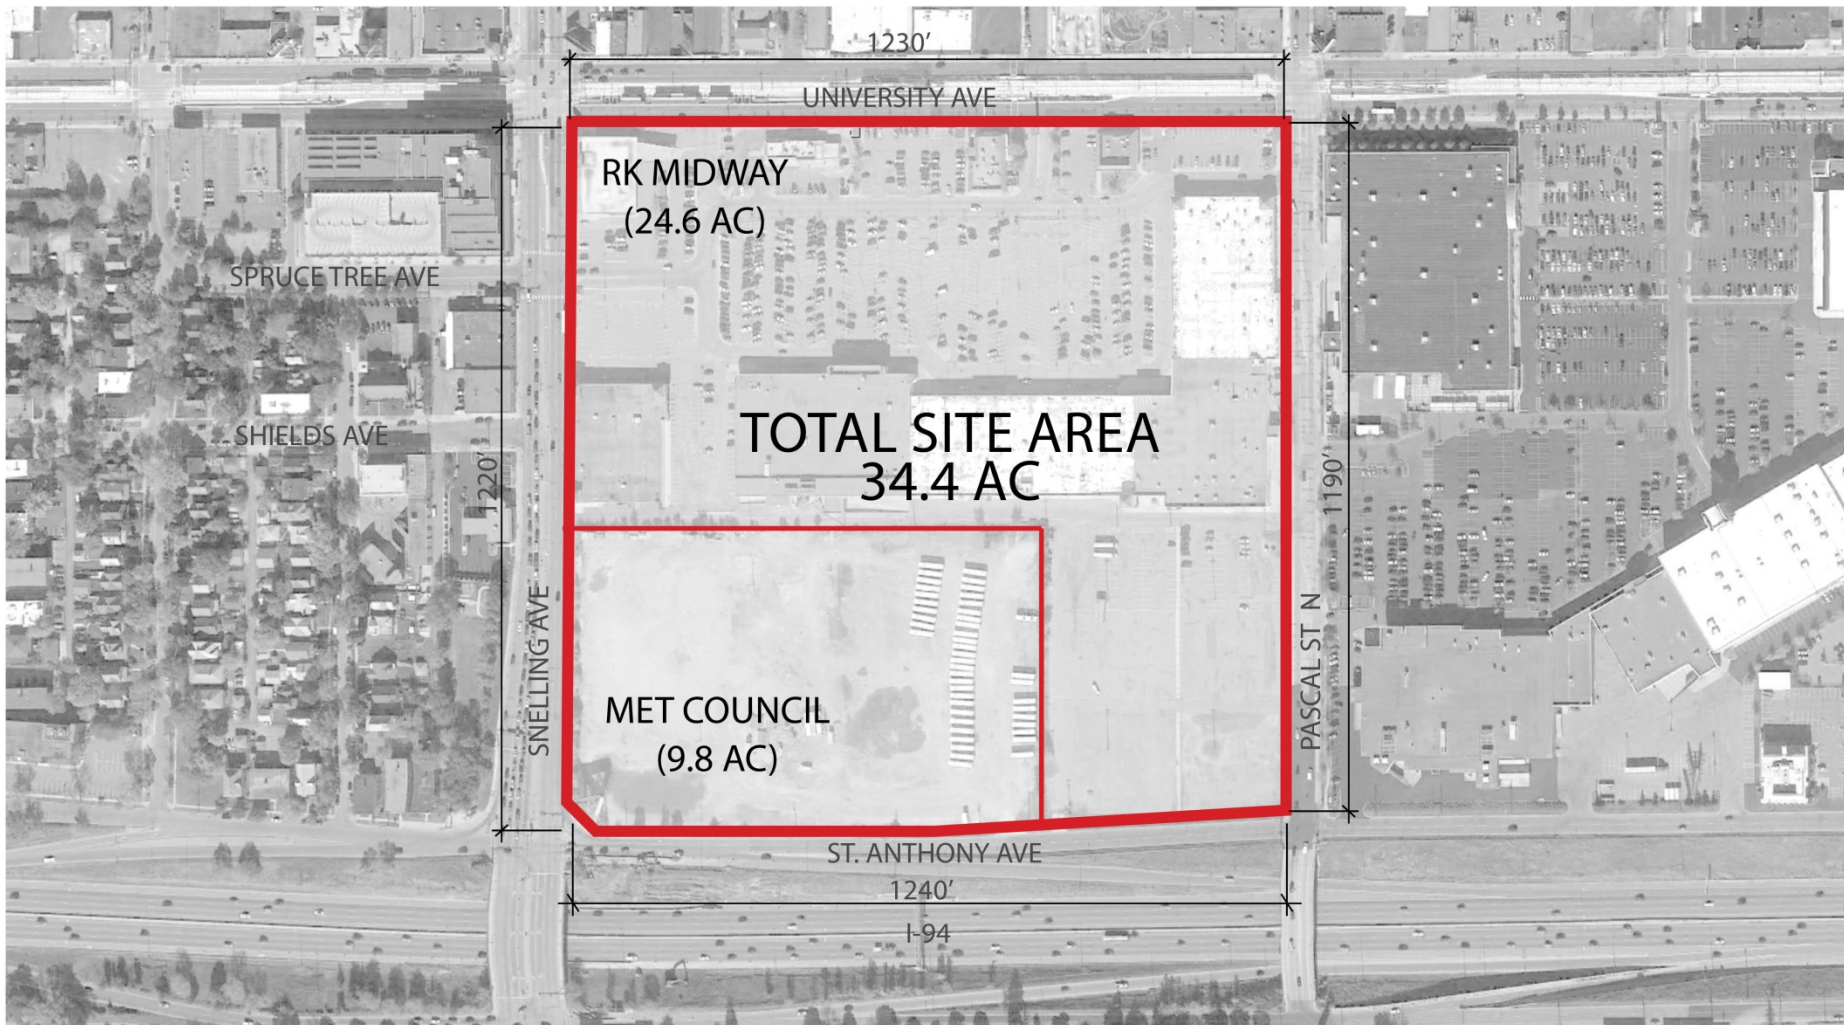 1230’
UNIVERSITY AVE
RK MIDWAY
(24.6 AC)
SPRUCE TREE AVE
TOTAL SITE AREA
34.4 AC
SHIELDS AVE
1220’
1190’
SNELLING AVE
PASCAL ST N
MET COUNCIL
(9.8 AC)
ST. ANTHONY AVE
1240’
I-94